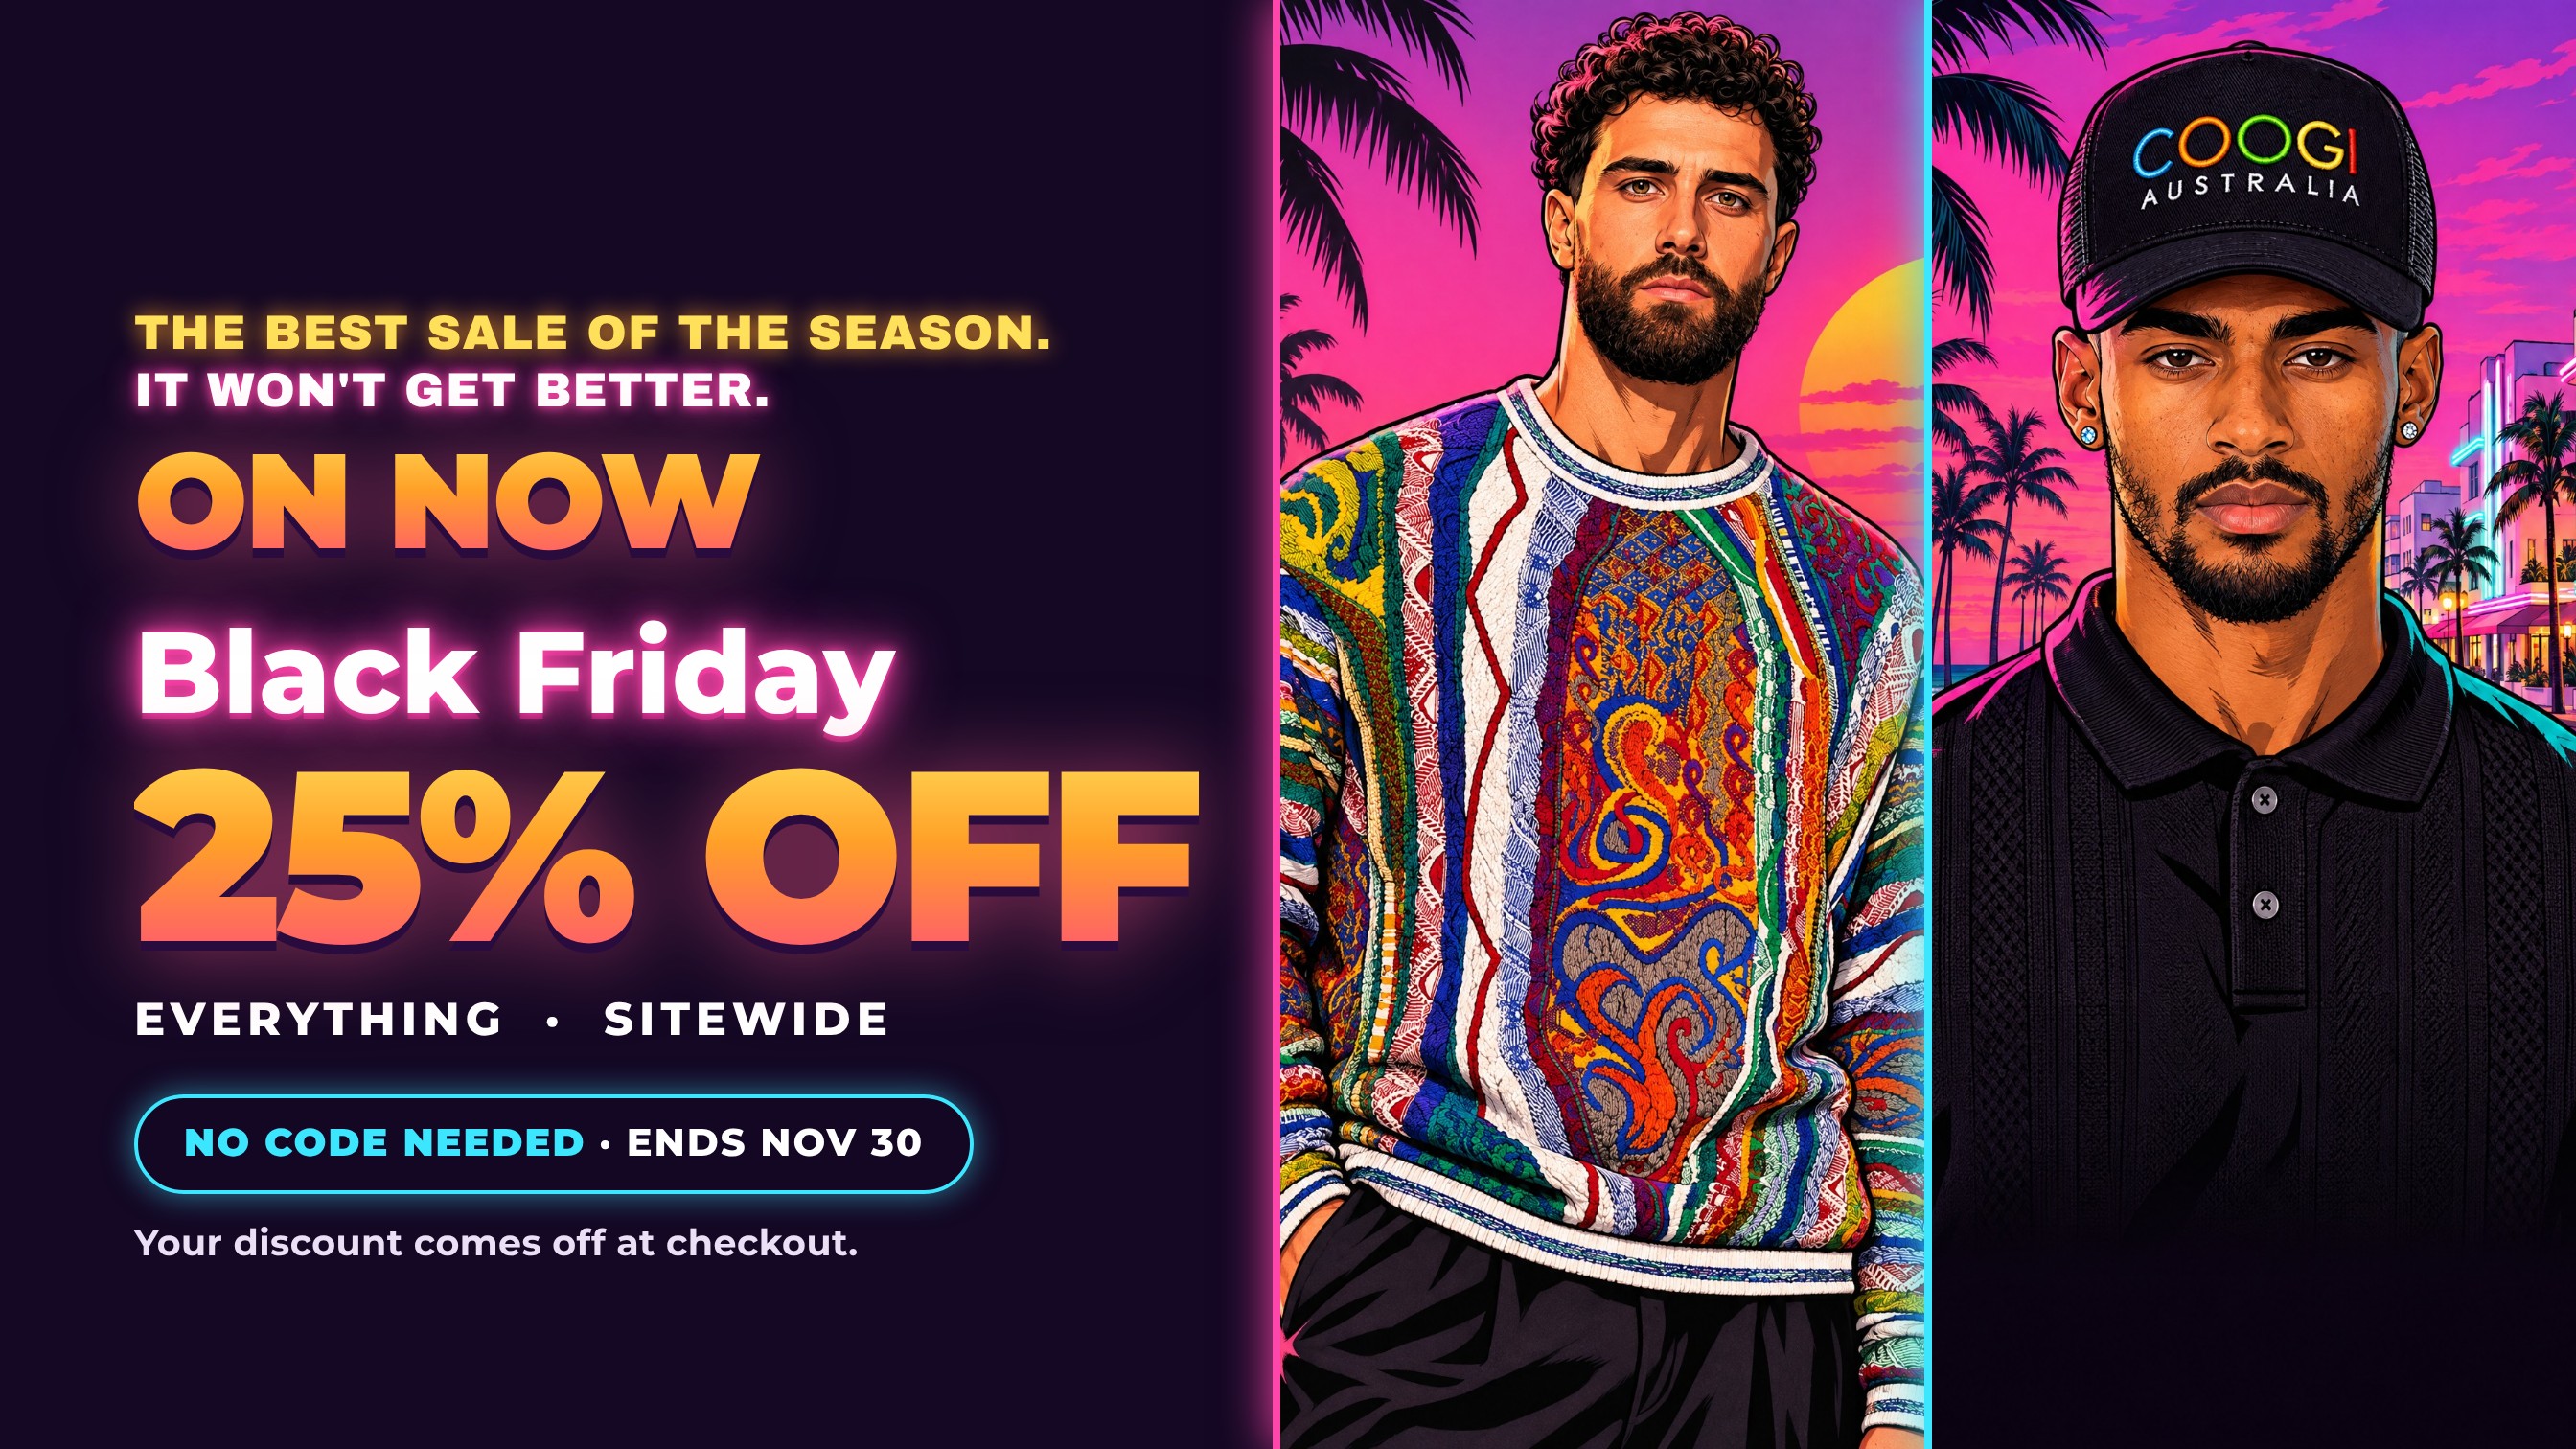 THE BEST SALE OF THE SEASON.
IT WON'T GET BETTER.
ON NOW
Black Friday
25% OFF
EVERYTHING · SITEWIDE
NO CODE NEEDED · ENDS NOV 30
Your discount comes off at checkout.
COOGI
AUSTRALIA